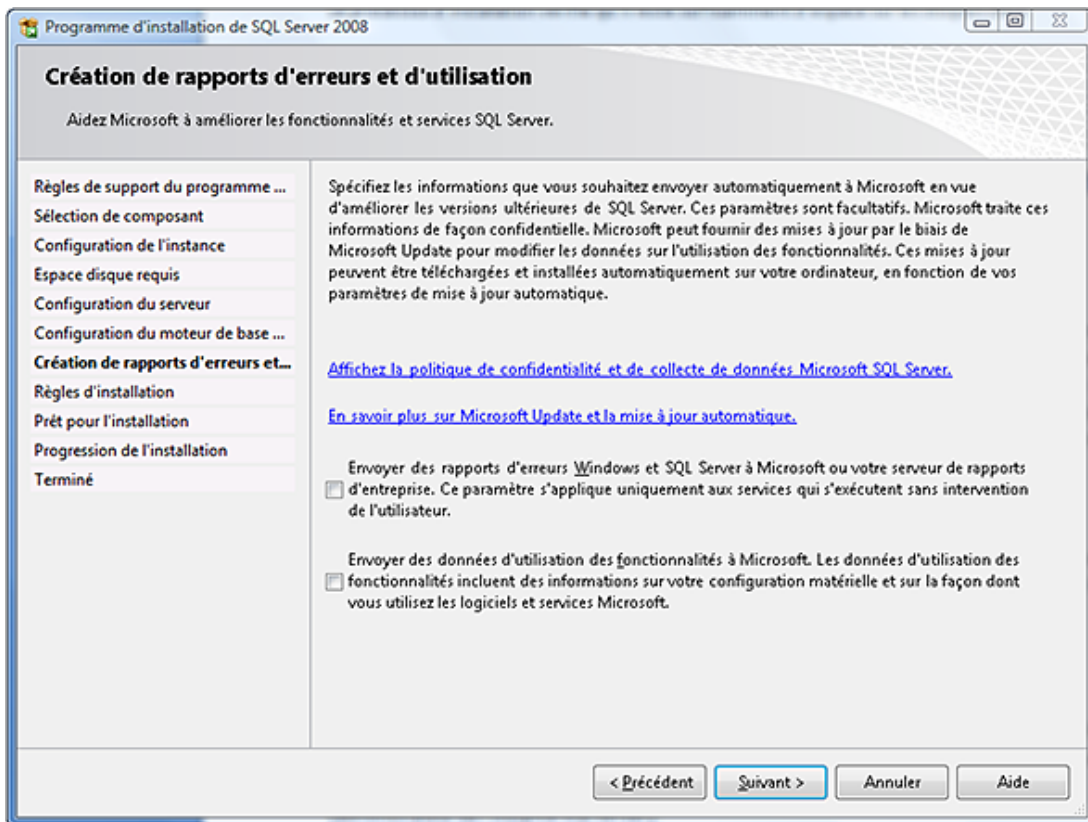 Programme d'installation de SQL Server 2008
Création de rapports d'erreurs et d'utilisation
Aidez Microsoft à améliorer les fonctionnalités et services SQL Server.
Règles de support du programme ...
Sélection de composant
Configuration de l'instance
Espace disque requis
Configuration du serveur
Configuration du moteur de base ...
Création de rapports d'erreurs et...
Règles d'installation
Prêt pour l'installation
Progression de l'installation
Terminé
Spécifiez les informations que vous souhaitez envoyer automatiquement à Microsoft en vue
d'améliorer les versions ultérieures de SQL Server. Ces paramètres sont facultatifs. Microsoft traite ces
informations de façon confidentielle. Microsoft peut fournir des mises à jour par le biais de
Microsoft Update pour modifier les données sur l'utilisation des fonctionnalités. Ces mises à jour
peuvent être téléchargées et installées automatiquement sur votre ordinateur, en fonction de vos
paramètres de mise à jour automatique.
Affichez la politique de confidentialité et de collecte de données Microsoft SQL Server.
En savoir plus sur Microsoft Update et la mise à jour automatique.
Envoyer des rapports d'erreurs Windows et SQL Server à Microsoft ou votre serveur de rapports
d'entreprise. Ce paramètre s'applique uniquement aux services qui s'exécutent sans intervention
de l'utilisateur.
Envoyer des données d'utilisation des fonctionnalités à Microsoft. Les données d'utilisation des
fonctionnalités incluent des informations sur votre configuration matérielle et sur la façon dont
vous utilisez les logiciels et services Microsoft.
< Précédent
Suivant >
Annuler
Aide